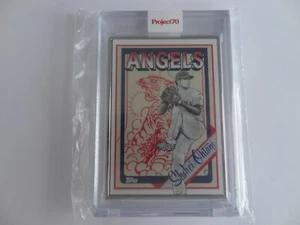 Project70
ANGELS
Shohei Ohtani
Topps